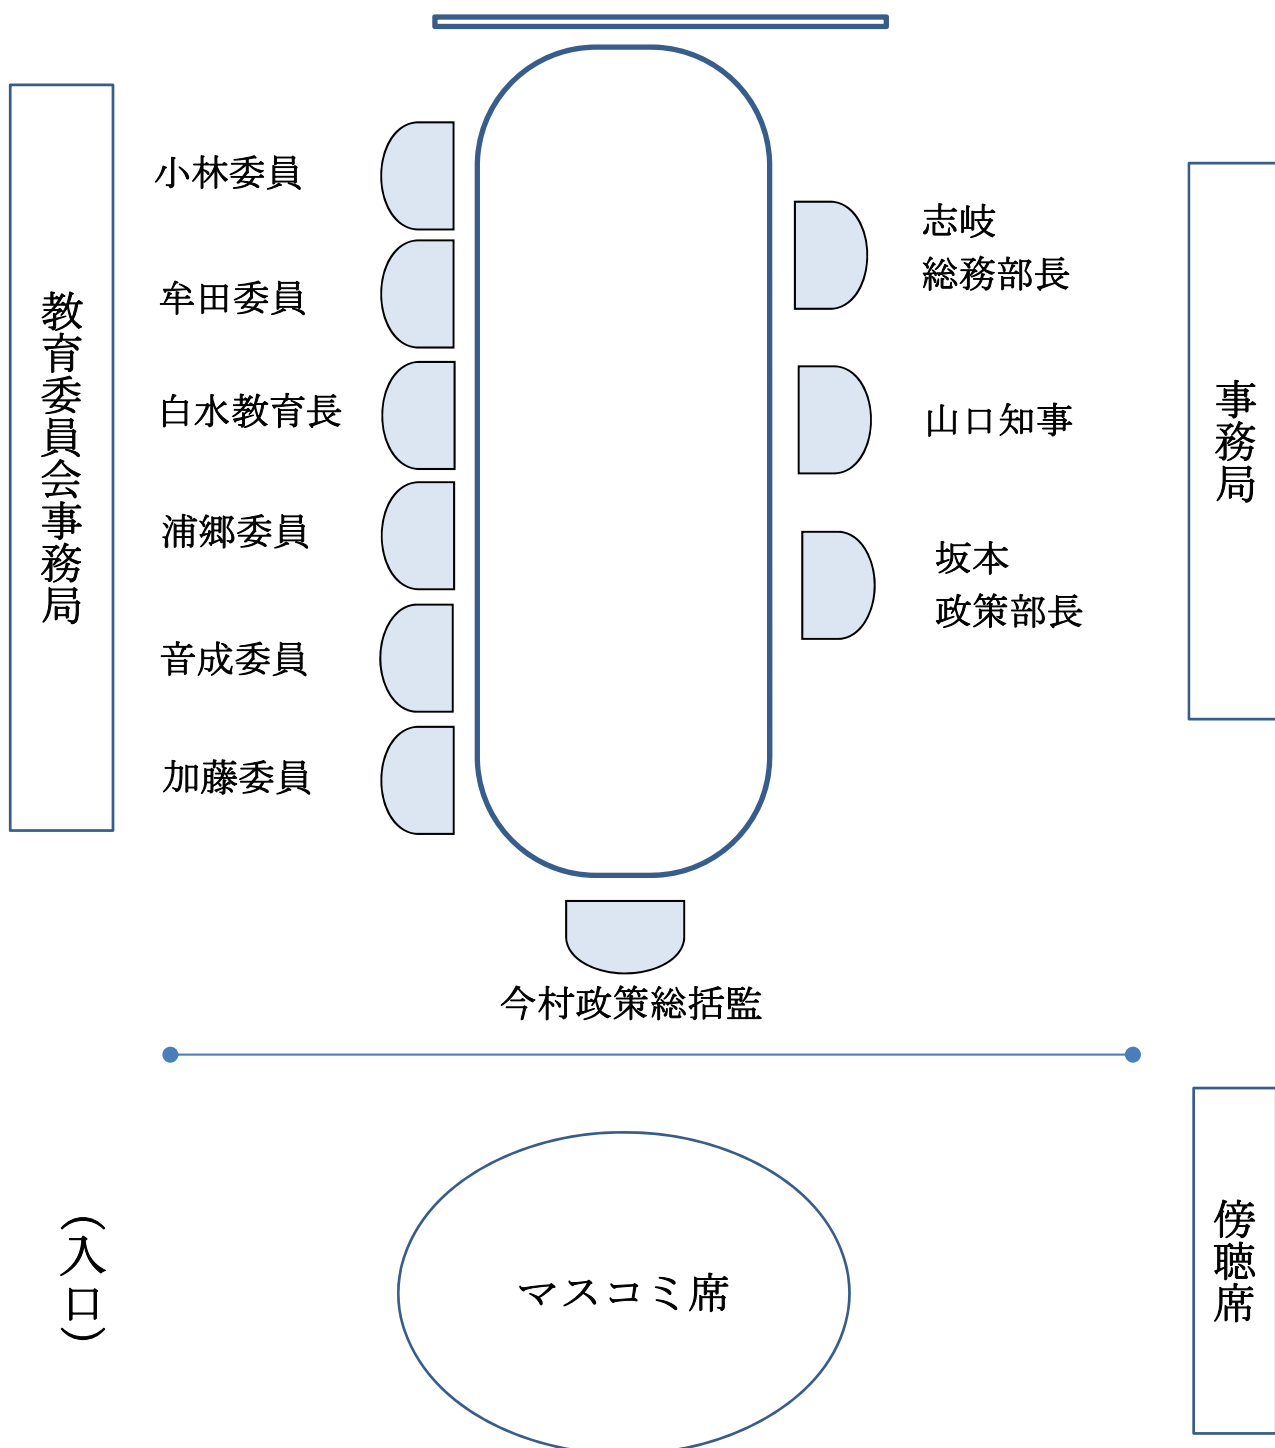 教育委員会事務局
小林委員
牟田委員
白水教育長
浦郷委員
音成委員
加藤委員
志岐
総務部長
山口知事
坂本
政策部長
事務局
今村政策総括監
（入口）
マスコミ席
傍聴席